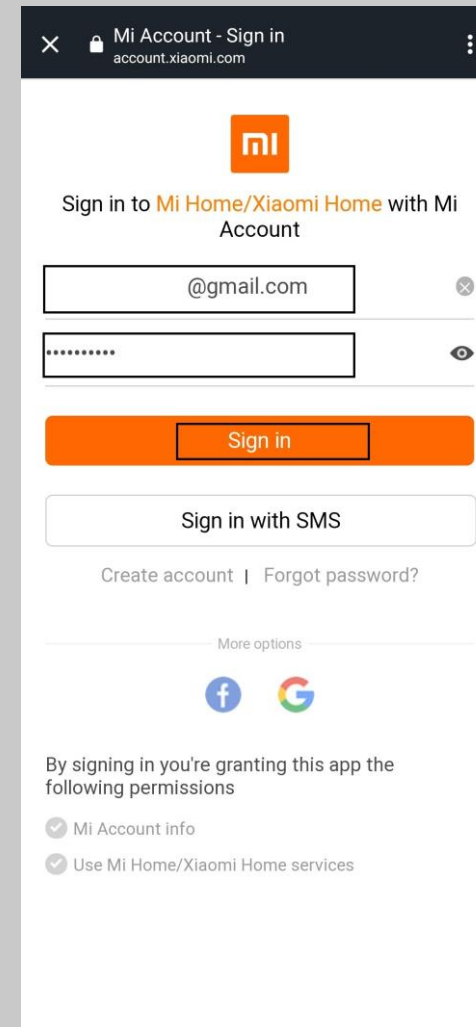 Mi Account - Sign in
account.xiaomi.com
mi
Sign in to Mi Home/Xiaomi Home with Mi
Account
@gmail.com
••••••••••
Sign in
Sign in with SMS
Create account | Forgot password?
More options
f G
By signing in you're granting this app the
following permissions
Mi Account info
Use Mi Home/Xiaomi Home services